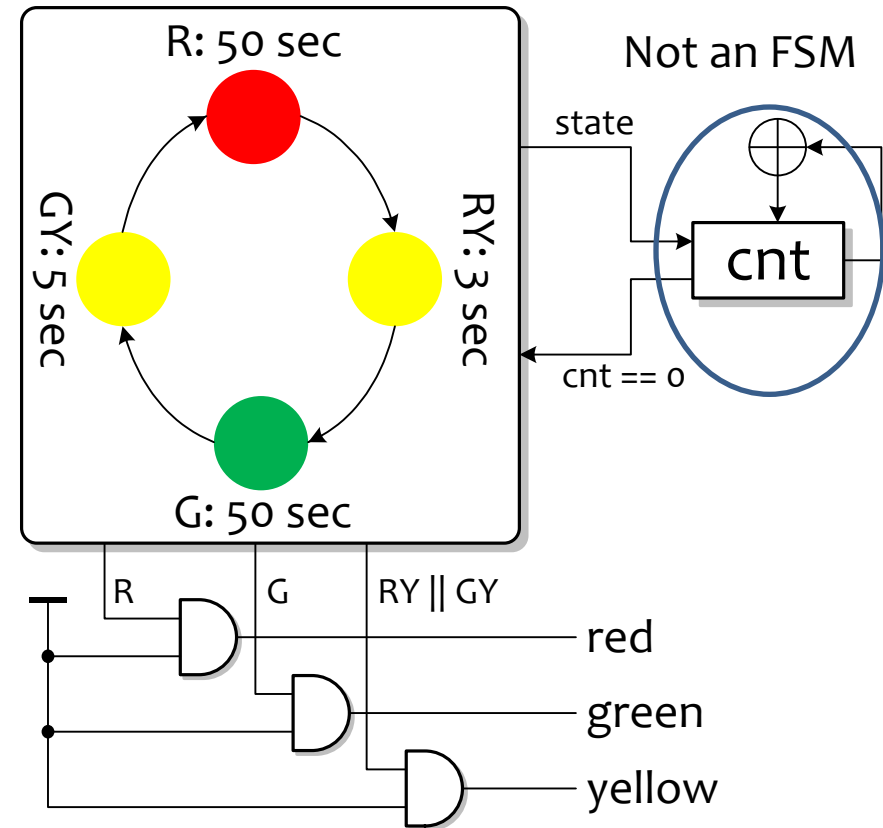 R: 50 sec
Not an FSM
state
GY: 5 sec
RY: 3 sec
cnt
cnt == 0
G: 50 sec
R
G
RY || GY
red
green
yellow